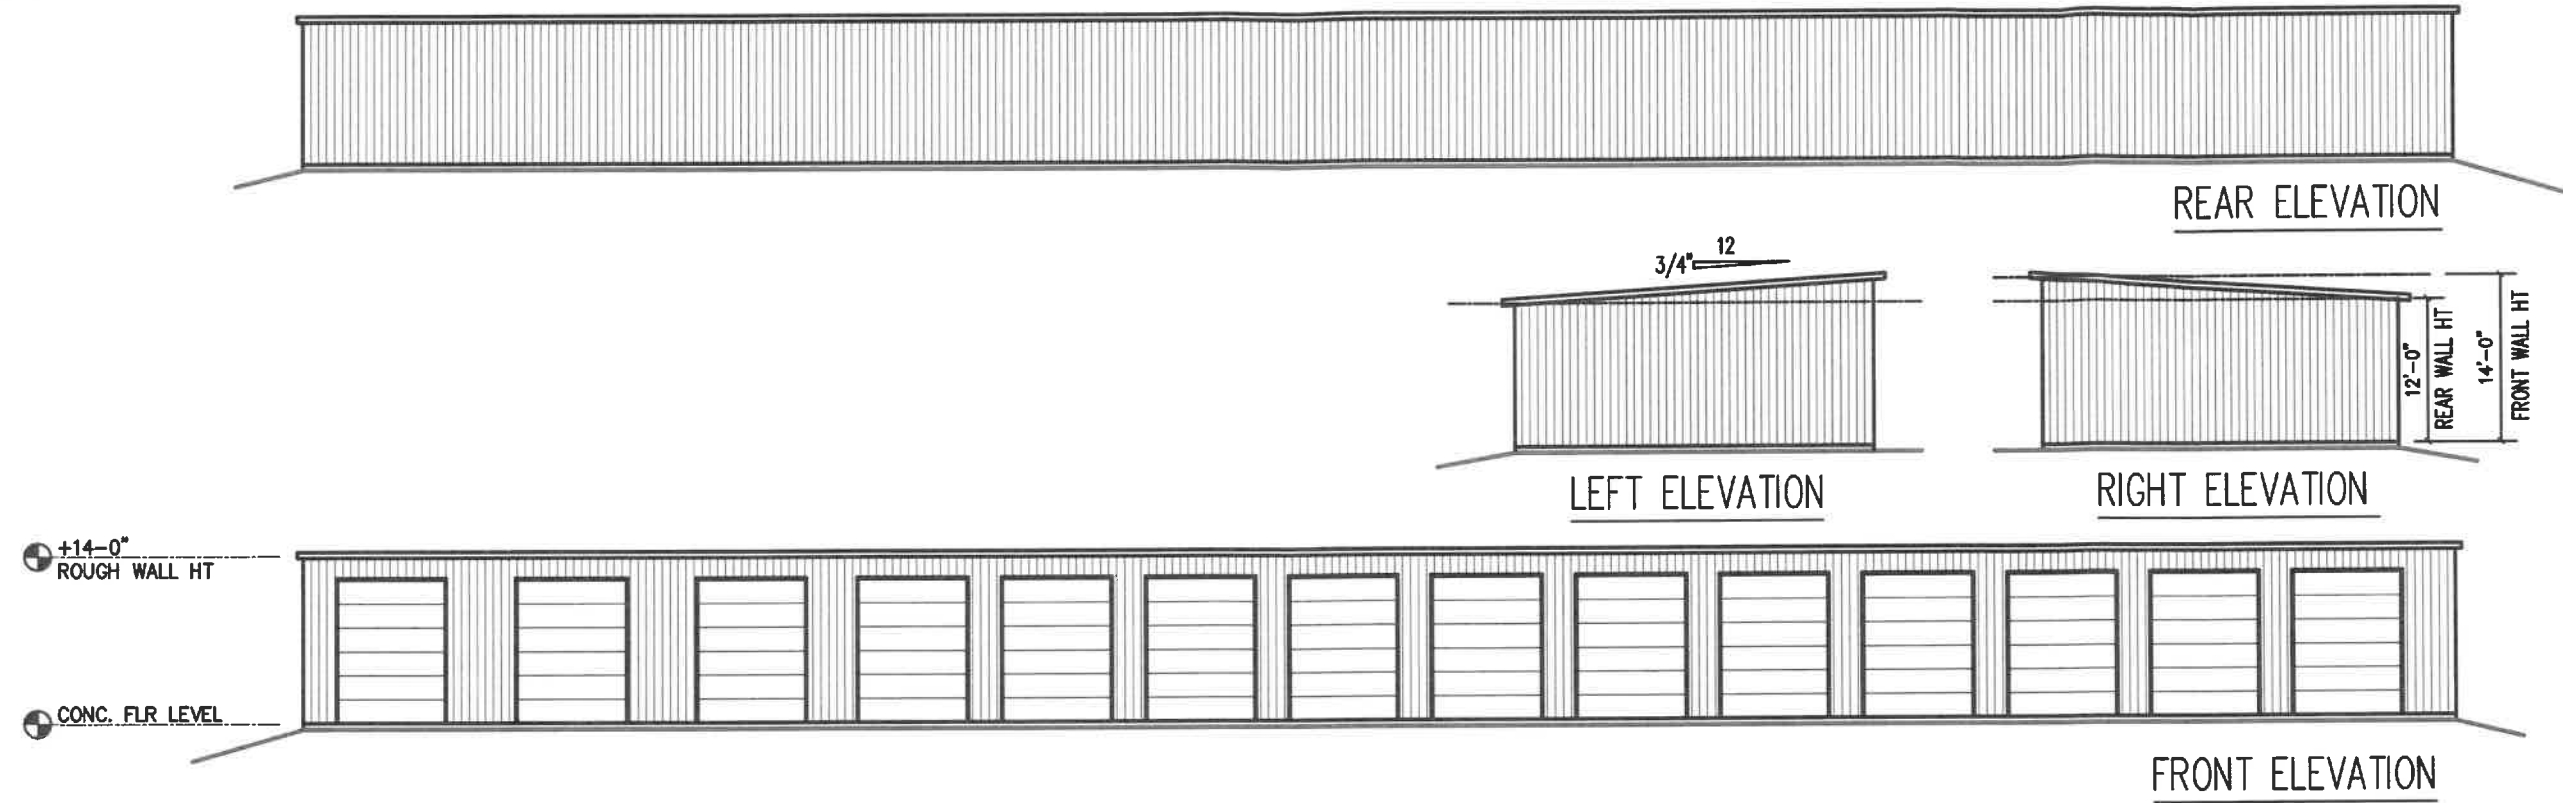 REAR ELEVATION
12
3/4"
12'-0"
REAR WALL HT
14'-0"
FRONT WALL HT
LEFT ELEVATION
RIGHT ELEVATION
+14-0"
ROUGH WALL HT
CONC. FLR LEVEL
FRONT ELEVATION